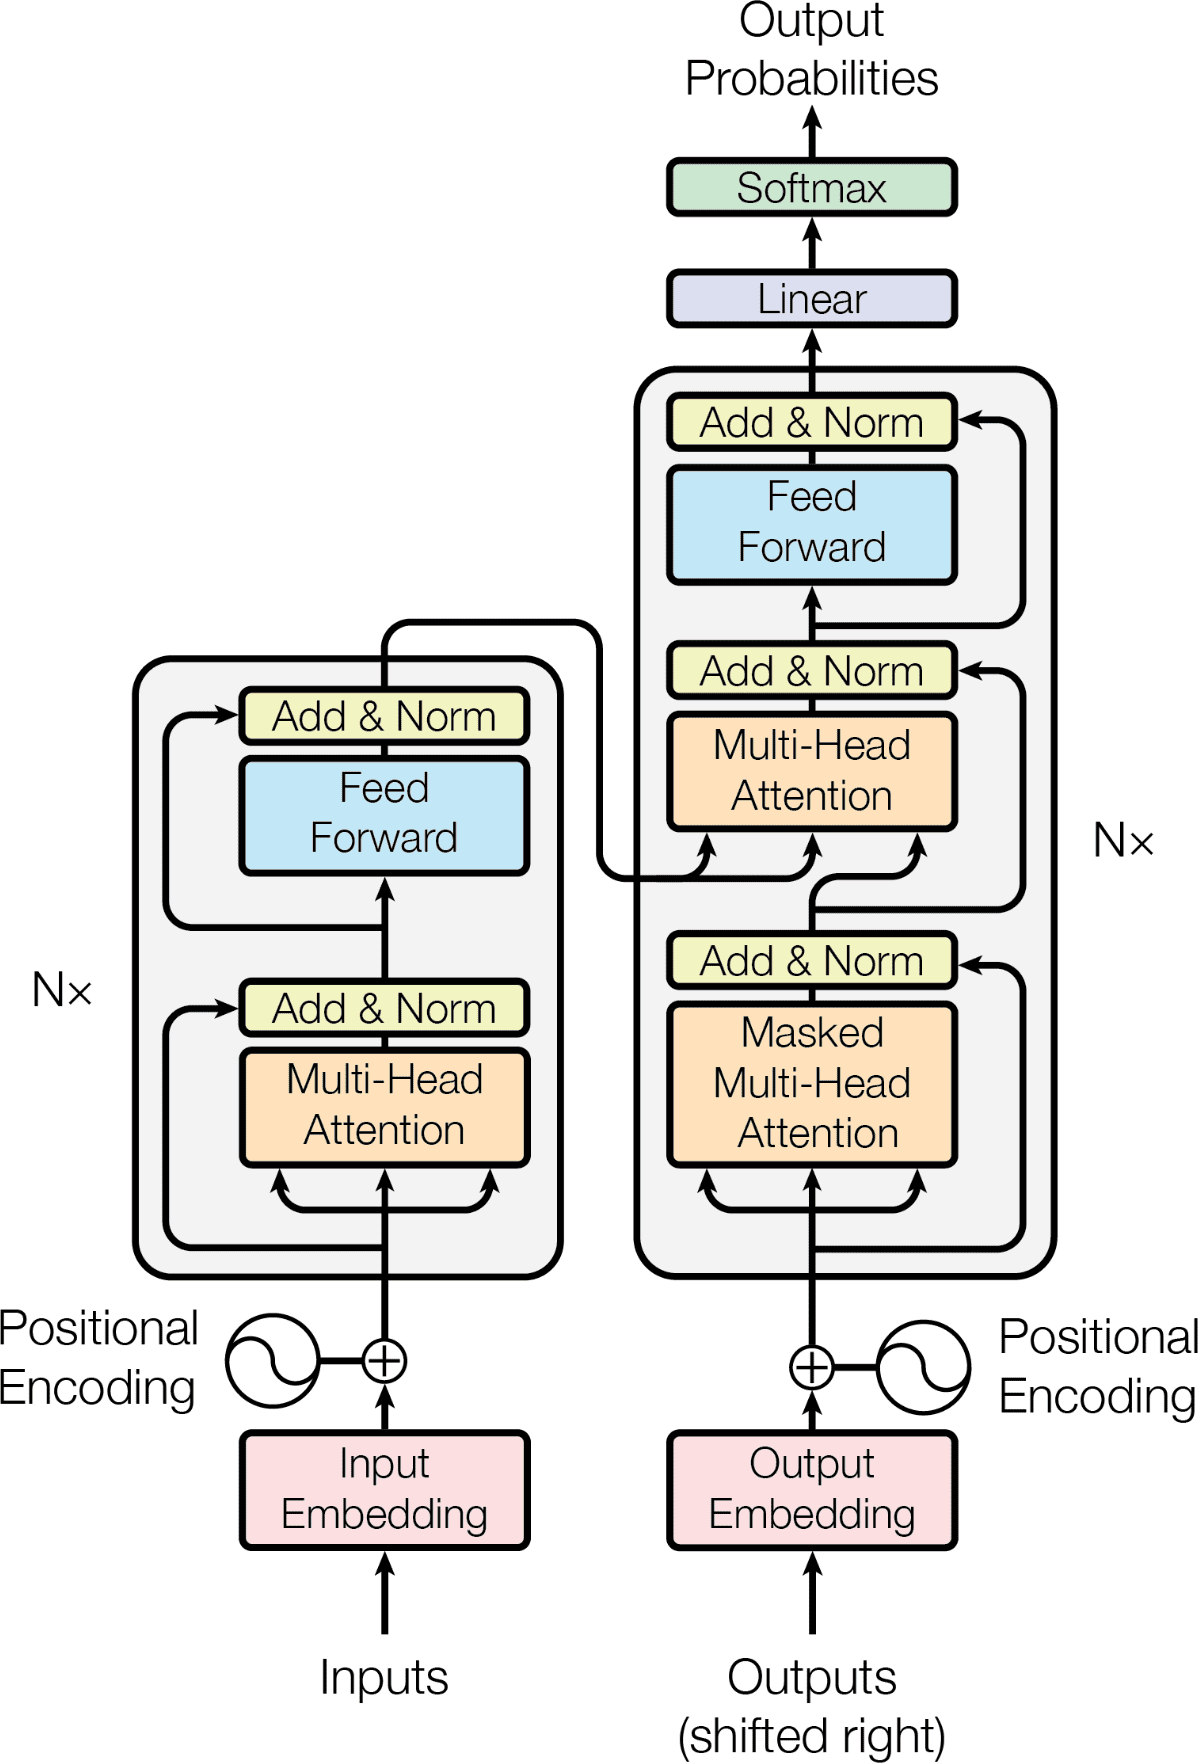 Output
Probabilities
Softmax
Linear
Add & Norm
Feed
Forward
Add & Norm
Multi-Head
Attention
N×
Add & Norm
Masked
Multi-Head
Attention
Add & Norm
Feed
Forward
N×
Add & Norm
Multi-Head
Attention
Positional
Encoding
Positional
Encoding
Input
Embedding
Output
Embedding
Inputs
Outputs
(shifted right)